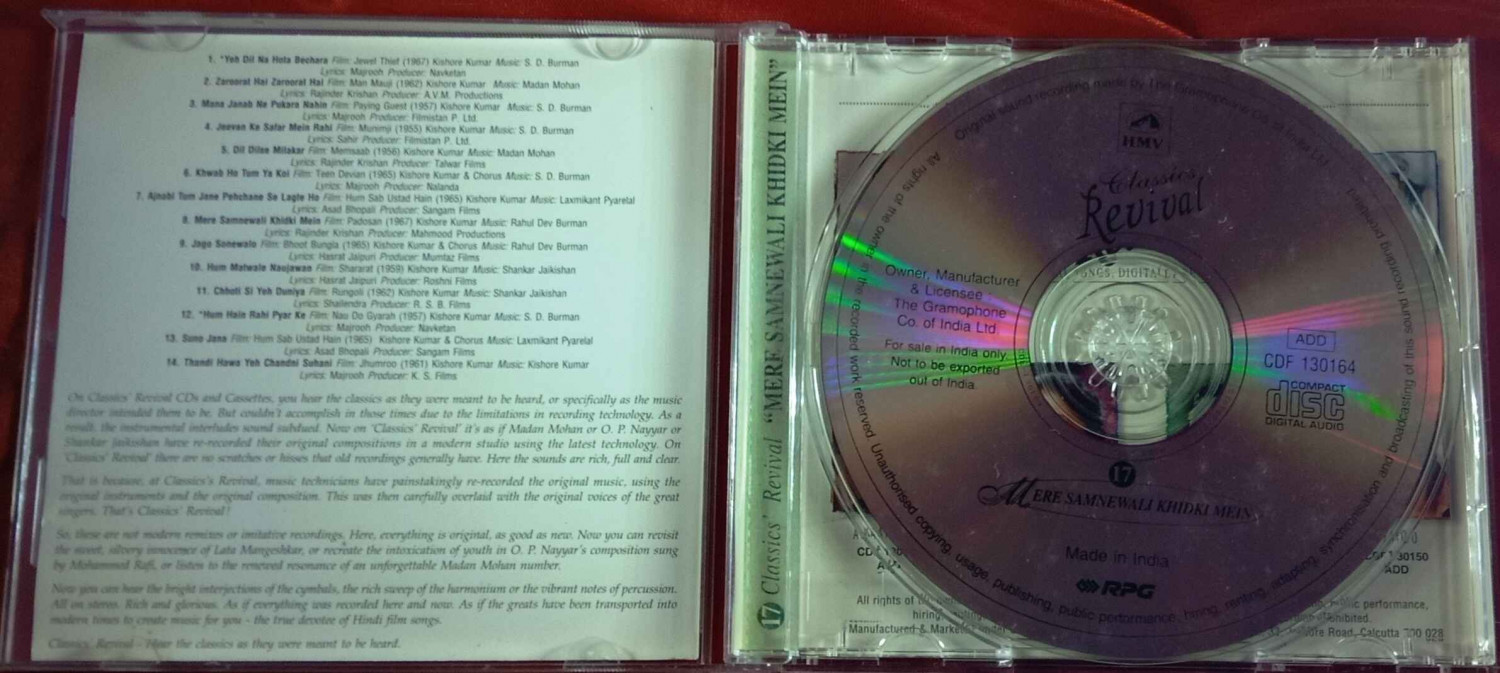 1. *Yeh Dil Na Hota Bechara Film: Jewel Thief (1967) Kishore Kumar Music: S. D. Burman
Lyrics: Majrooh Producer: Navketan
2. Zaroorat Hai Zaroorat Hai Film: Man Mauji (1962) Kishore Kumar Music: Madan Mohan
Lyrics: Rajinder Krishan Producer: A.V.M. Productions
3. Mana Janab Ne Pukara Nahin Film: Paying Guest (1957) Kishore Kumar Music: S. D. Burman
Lyrics: Majrooh Producer: Filmistan P. Ltd.
4. Jeevan Ke Safar Mein Rahi Film: Munimji (1955) Kishore Kumar Music: S. D. Burman
Lyrics: Sahir Producer: Filmistan P. Ltd.
5. Dil Dilse Milakar Film: Memsaab (1956) Kishore Kumar Music: Madan Mohan
Lyrics: Rajinder Krishan Producer: Talwar Films
6. Khwab Ho Tum Ya Koi Film: Teen Devian (1965) Kishore Kumar & Chorus Music: S. D. Burman
Lyrics: Majrooh Producer: Nalanda
7. Ajnabi Tum Jane Pehchane Se Lagte Ho Film: Hum Sab Ustad Hain (1965) Kishore Kumar Music: Laxmikant Pyarelal
Lyrics: Asad Bhopali Producer: Sangam Films
8. Mere Samnewali Khidki Mein Film: Padosan (1967) Kishore Kumar Music: Rahul Dev Burman
Lyrics: Rajinder Krishan Producer: Mahmood Productions
9. Jago Sonewalo Film: Bhoot Bungla (1965) Kishore Kumar & Chorus Music: Rahul Dev Burman
Lyrics: Hasrat Jaipuri Producer: Mumtaz Films
10. Hum Matwale Naujawan Film: Shararat (1959) Kishore Kumar Music: Shankar Jaikishan
Lyrics: Hasrat Jaipuri Producer: Roshni Films
11. Chhoti Si Yeh Duniya Film: Rungoli (1962) Kishore Kumar Music: Shankar Jaikishan
Lyrics: Shailendra Producer: R. S. B. Films
12. *Hum Hain Rahi Pyar Ke Film: Nau Do Gyarah (1957) Kishore Kumar Music: S. D. Burman
Lyrics: Majrooh Producer: Navketan
13. Suno Jana Film: Hum Sab Ustad Hain (1965) Kishore Kumar & Chorus Music: Laxmikant Pyarelal
Lyrics: Asad Bhopali Producer: Sangam Films
14. Thandi Hawa Yeh Chandni Suhani Film: Jhumroo (1961) Kishore Kumar Music: Kishore Kumar
Lyrics: Majrooh Producer: K. S. Films
On Classics' Revival CDs and Cassettes, you hear the classics as they were meant to be heard, or specifically as the music
director intended them to be. But couldn't accomplish in those times due to the limitations in recording technology. As a
result, the instrumental interludes sound subdued. Now on 'Classics' Revival' it's as if Madan Mohan or O. P. Nayyar or
Shankar Jaikishan have re-recorded their original compositions in a modern studio using the latest technology. On
'Classics' Revival' there are no scratches or hisses that old recordings generally have. Here the sounds are rich, full and clear.
That is because, at Classics's Revival, music technicians have painstakingly re-recorded the original music, using the
original instruments and the original composition. This was then carefully overlaid with the original voices of the great
singers. That's Classics' Revival!
So, these are not modern remixes or imitative recordings. Here, everything is original, as good as new. Now you can revisit
the sweet, silvery innocence of Lata Mangeshkar, or recreate the intoxication of youth in O. P. Nayyar's composition sung
by Mohammed Rafi, or listen to the renewed resonance of an unforgettable Madan Mohan number.
Now you can hear the bright interjections of the cymbals, the rich sweep of the harmonium or the vibrant notes of percussion.
All on stereo. Rich and glorious. As if everything was recorded here and now. As if the greats have been transported into
modern times to create music for you - the true devotee of Hindi film songs.
Classics' Revival - Hear the classics as they were meant to be heard.
17 Classics' Revival "MERE SAMNEWALI KHIDKI MEIN"
Original sound recording music by The Gramophone Co. of India Ltd.
HMV
Classics
Revival
SONGS, DIGITALLY
Owner, Manufacturer
& Licensee
The Gramophone
Co. of India Ltd
For sale in India only
Not to be exported
out of India.
ADD
CDF 130164
COMPACT
disc
DIGITAL AUDIO
17
MERE SAMNEWALI KHIDKI MEIN
Made in India
RPG
All rights of the owner in the recorded work reserved. Unauthorised copying, usage, publishing, public performance, hiring, renting, adapting, synchronisation and broadcasting of this sound recording prohibited
130150
ADD
All rights of
performance,
hiring,
Manufactured &
Road, Calcutta 700 028